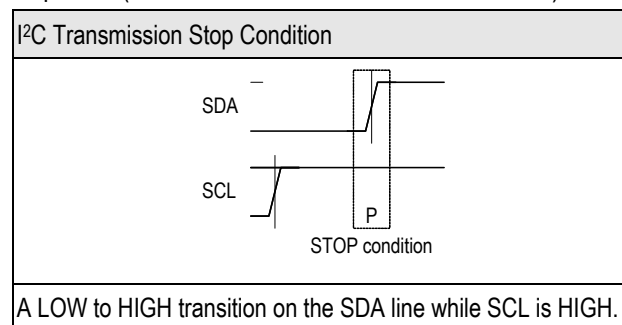 I²C Transmission Stop Condition
SDA
SCL
P
STOP condition
A LOW to HIGH transition on the SDA line while SCL is HIGH.